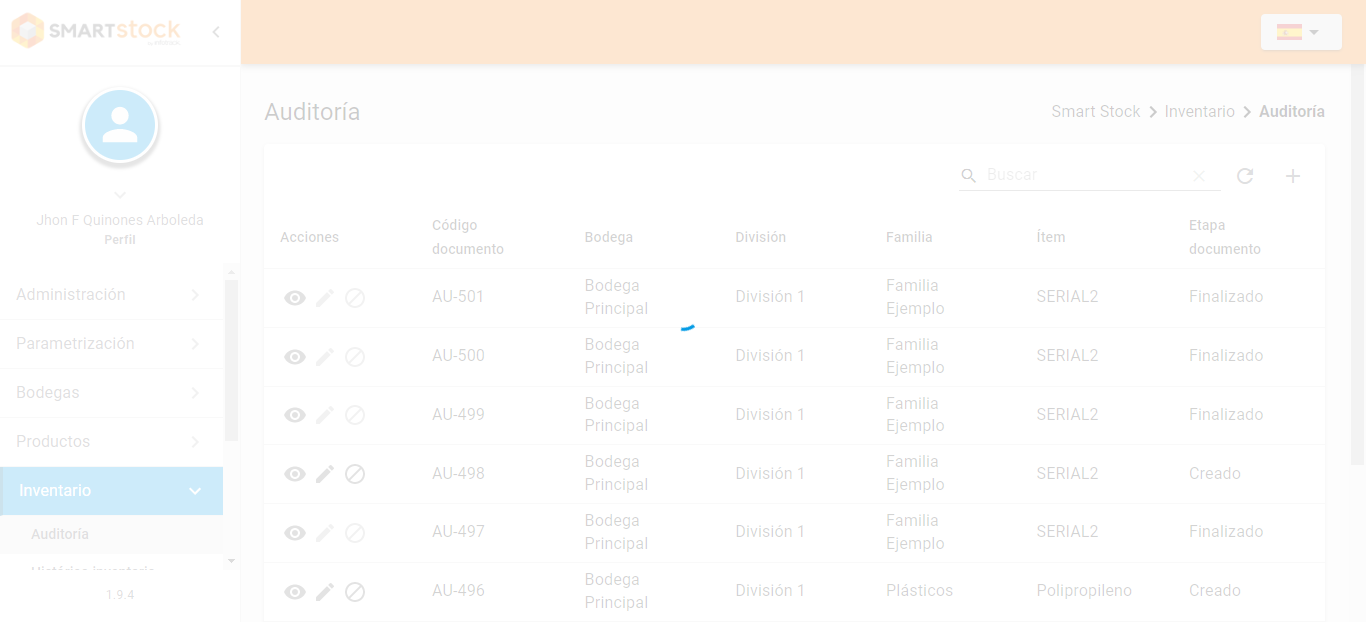 SMARTstock
Auditoría
Smart Stock > Inventario > Auditoría
Buscar
Jhon F Quinones Arboleda
Perfil
Administración
Parametrización
Bodegas
Productos
Inventario
Auditoría
Histórico inventario
1.9.4
Acciones
Código
documento
Bodega
División
Familia
Ítem
Etapa
documento
AU-501
Bodega
Principal
División 1
Familia
Ejemplo
SERIAL2
Finalizado
AU-500
Bodega
Principal
División 1
Familia
Ejemplo
SERIAL2
Finalizado
AU-499
Bodega
Principal
División 1
Familia
Ejemplo
SERIAL2
Finalizado
AU-498
Bodega
Principal
División 1
Familia
Ejemplo
SERIAL2
Creado
AU-497
Bodega
Principal
División 1
Familia
Ejemplo
SERIAL2
Finalizado
AU-496
Bodega
Principal
División 1
Plásticos
Polipropileno
Creado